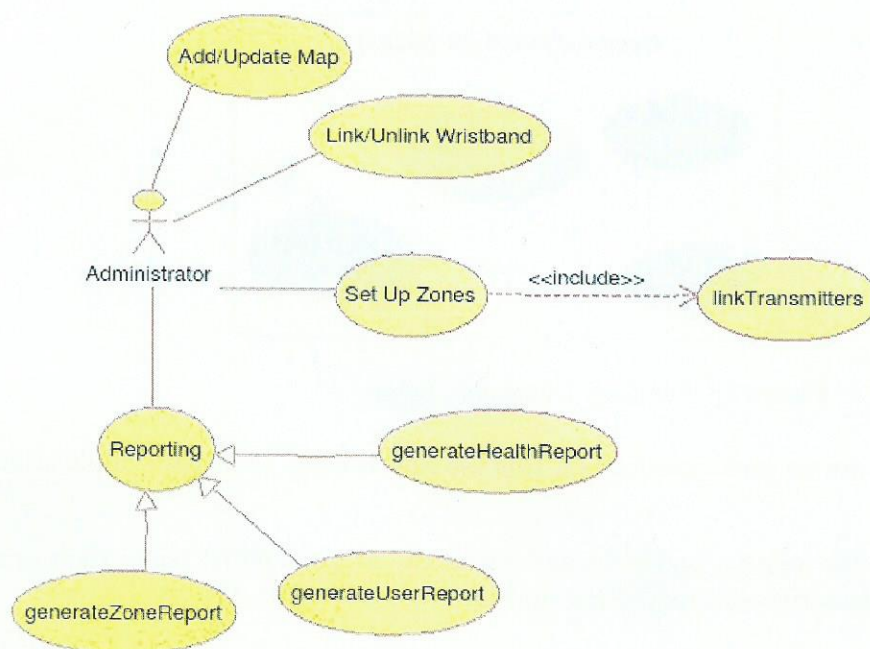 Add/Update Map
Link/Unlink Wristband
Administrator
Set Up Zones
<<include>>
linkTransmitters
Reporting
generateHealthReport
generateZoneReport
generateUserReport